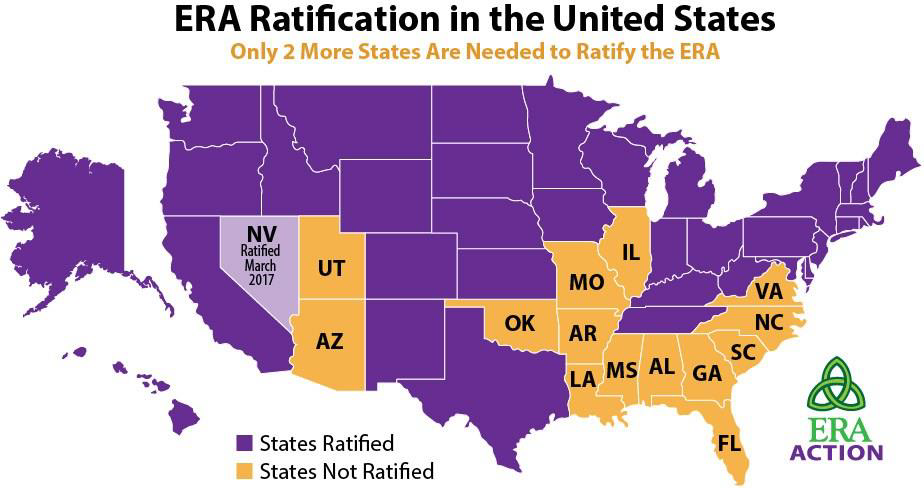 ERA Ratification in the United States
Only 2 More States Are Needed to Ratify the ERA
NV
Ratified
March
2017
UT
IL
MO
VA
AZ
OK
AR
NC
SC
LA
MS
AL
GA
FL
States Ratified
States Not Ratified
ERA
ACTION